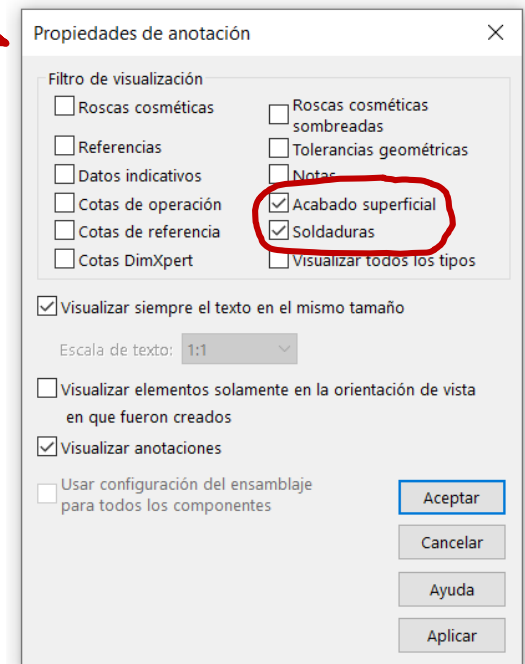 Propiedades de anotación
Filtro de visualización
Roscas cosméticas
Roscas cosméticas
sombreadas
Referencias
Tolerancias geométricas
Datos indicativos
Notas
Cotas de operación
Acabado superficial
Cotas de referencia
Soldaduras
Cotas DimXpert
Visualizar todos los tipos
Visualizar siempre el texto en el mismo tamaño
Escala de texto: 1:1
Visualizar elementos solamente en la orientación de vista
en que fueron creados
Visualizar anotaciones
Usar configuración del ensamblaje
para todos los componentes
Aceptar
Cancelar
Ayuda
Aplicar